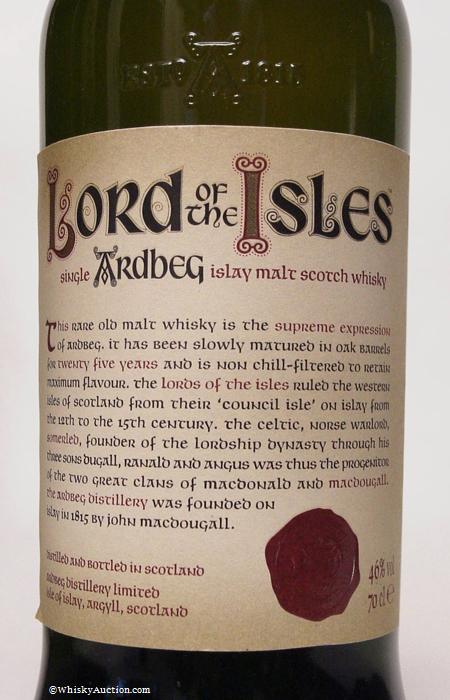 ESTD A 1815
Lord of the Isles
single Ardbeg islay malt scotch whisky
This rare old malt whisky is the supreme expression
of ardbeg. it has been slowly matured in oak barrels
for twenty five years and is non chill-filtered to retain
maximum flavour. the lords of the isles ruled the western
isles of scotland from their 'council isle' on islay from
the 12th to the 15th century. the celtic, norse warlord,
somerled, founder of the lordship dynasty through his
three sons dugall, ranald and angus was thus the progenitor
of the two great clans of macdonald and macdougall.
the ardbeg distillery was founded on
islay in 1815 by john macdougall.
distilled and bottled in scotland
ardbeg distillery limited
isle of islay, argyll, scotland
46% vol
70 cl e
©WhiskyAuction.com